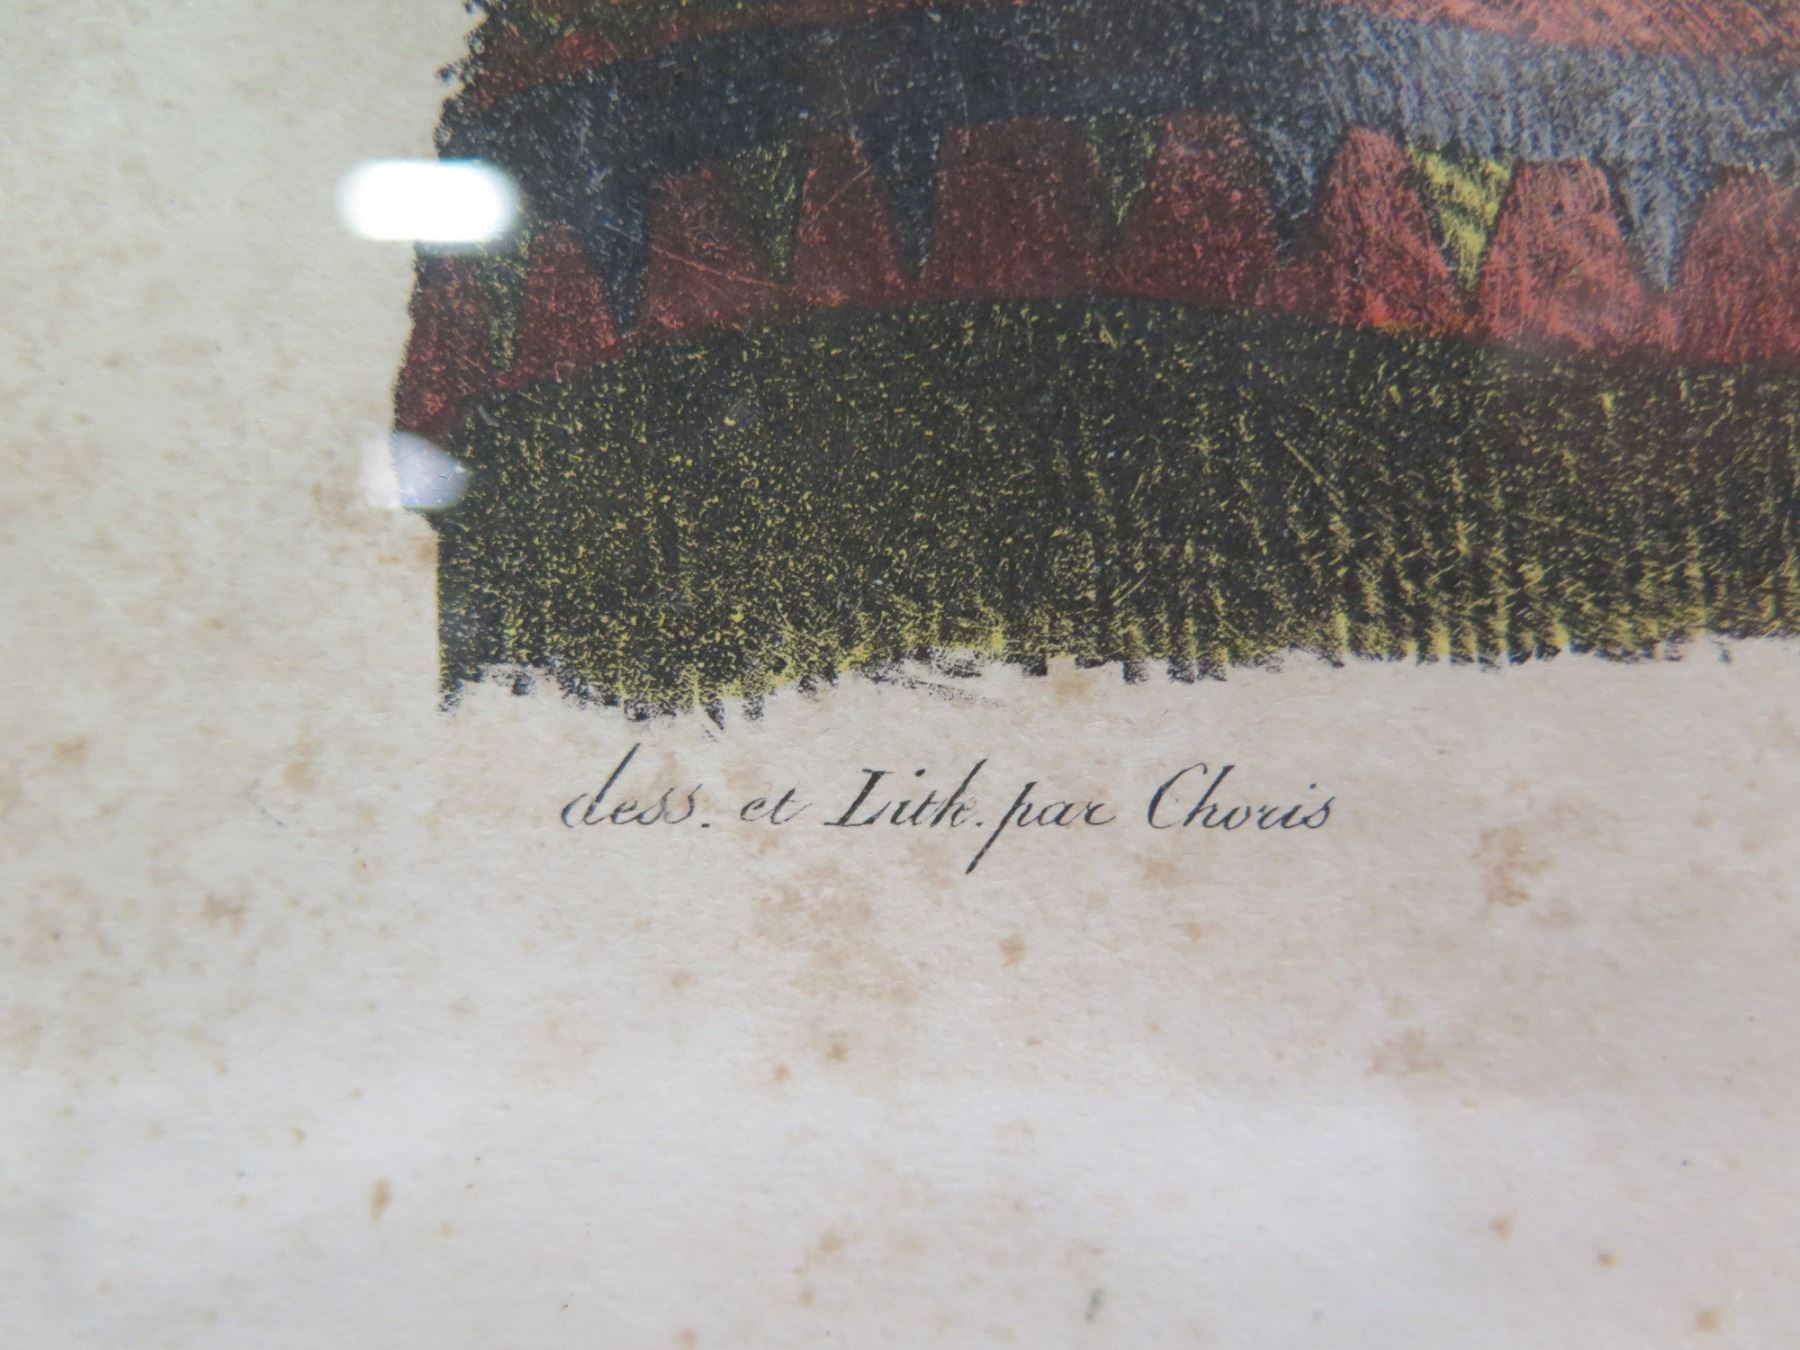 dess. et Lith. par Choris